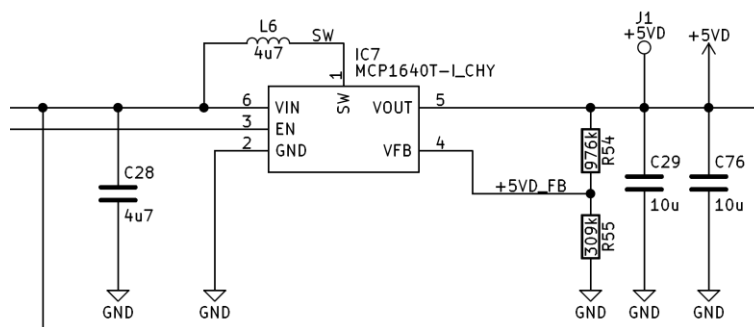 L6
SW
4u7
J1
+5VD
+5VD
IC7
MCP1640T-I_CHY
1
SW
6
VIN
VOUT
5
3
EN
2
GND
VFB
4
976k
R54
C28
4u7
+5VD_FB
C29
10u
C76
10u
309k
R55
GND
GND
GND
GND
GND